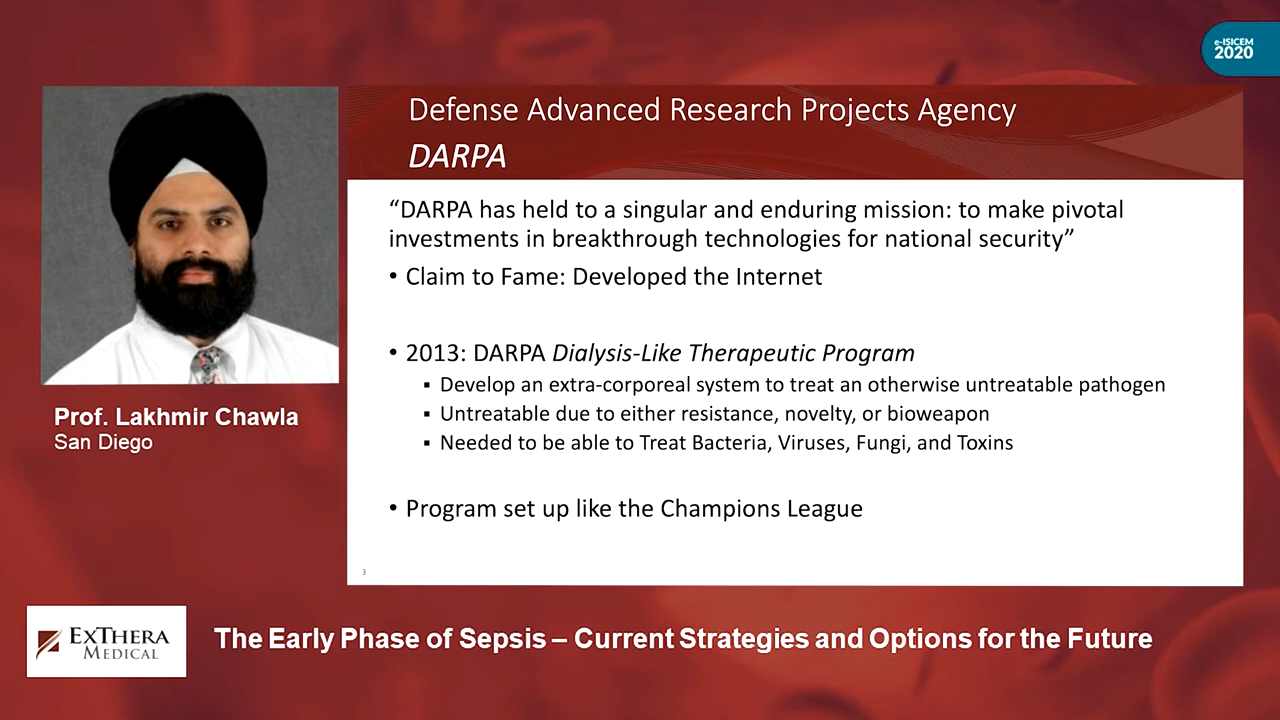 e-ISICEM
2020
Defense Advanced Research Projects Agency
DARPA
“DARPA has held to a singular and enduring mission: to make pivotal
investments in breakthrough technologies for national security”
• Claim to Fame: Developed the Internet
• 2013: DARPA Dialysis-Like Therapeutic Program
▪ Develop an extra-corporeal system to treat an otherwise untreatable pathogen
▪ Untreatable due to either resistance, novelty, or bioweapon
▪ Needed to be able to Treat Bacteria, Viruses, Fungi, and Toxins
• Program set up like the Champions League
3
Prof. Lakhmir Chawla
San Diego
EXTHERA
MEDICAL
The Early Phase of Sepsis – Current Strategies and Options for the Future